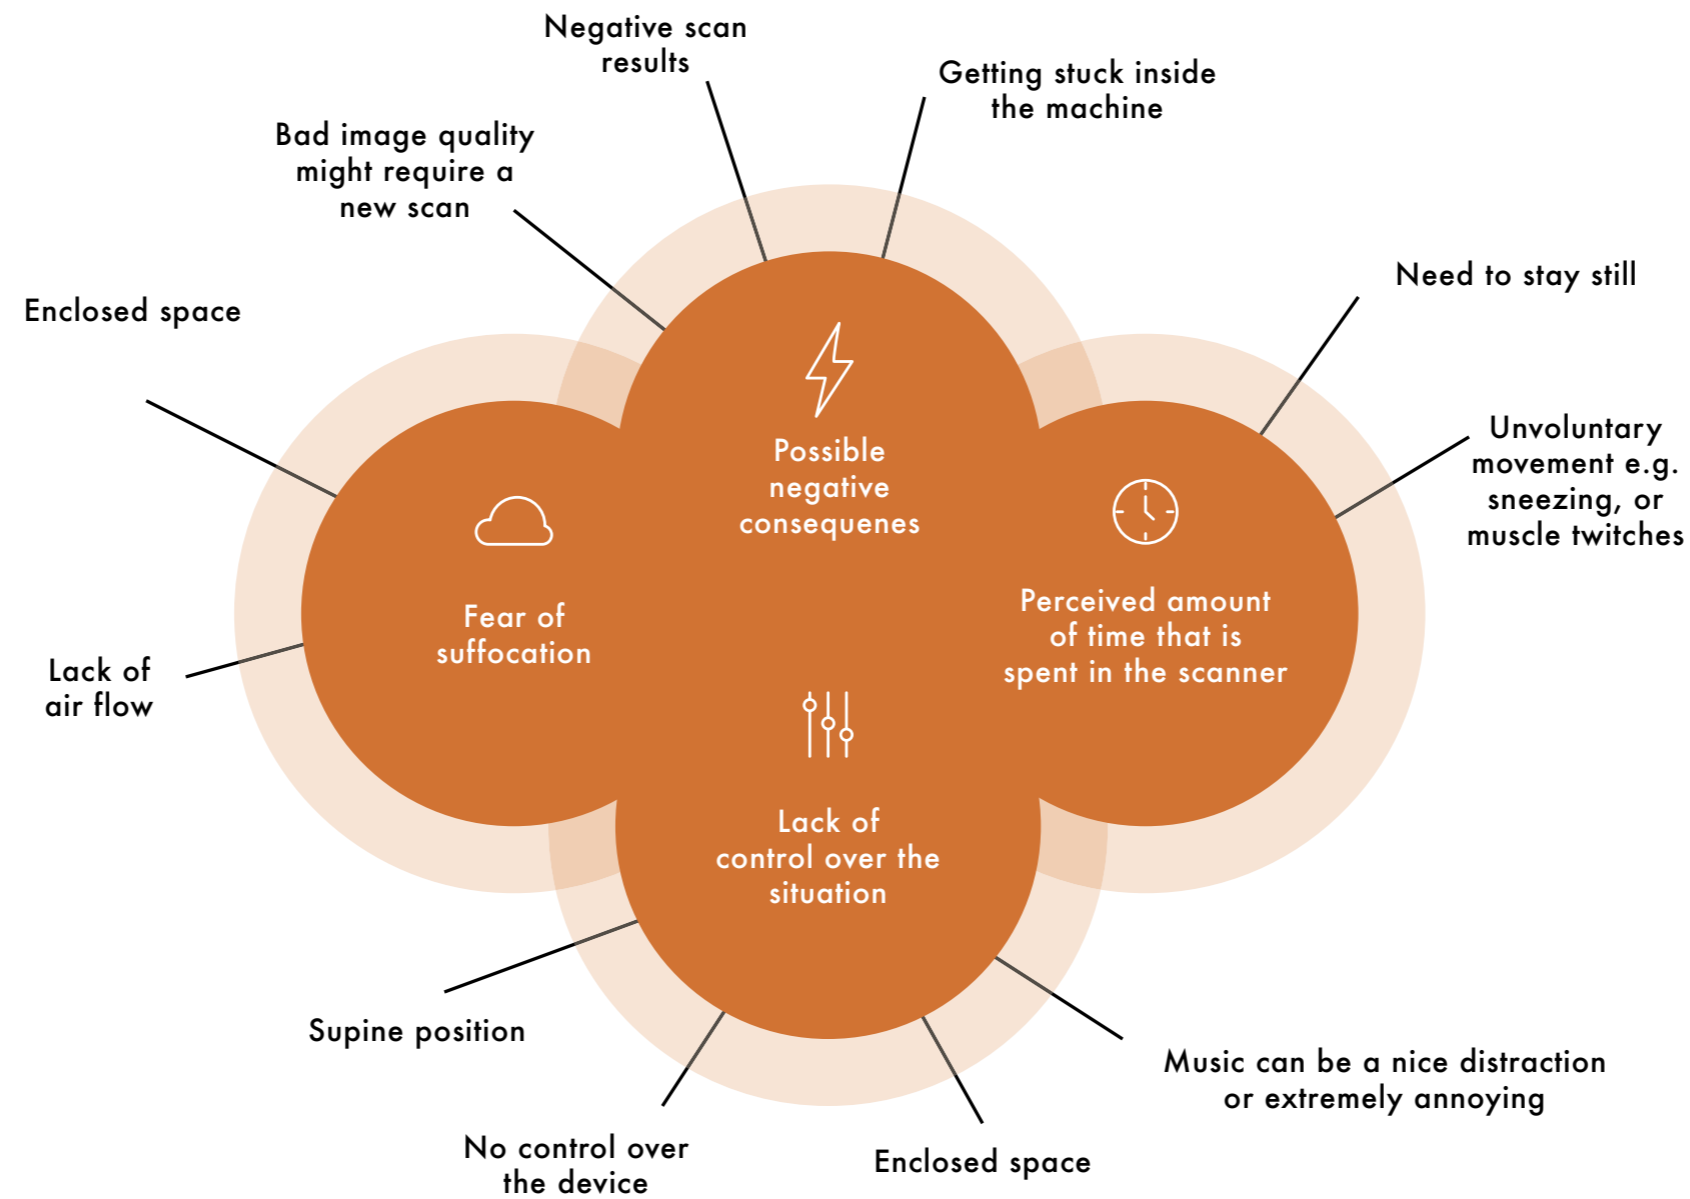 Negative scan
results
Getting stuck inside
the machine
Bad image quality
might require a
new scan
Need to stay still
Enclosed space
Unvoluntary
movement e.g.
sneezing, or
muscle twitches
Possible
negative
consequenes
Fear of
suffocation
Perceived amount
of time that is
spent in the scanner
Lack of
air flow
Lack of
control over the
situation
Supine position
Music can be a nice distraction
or extremely annoying
No control over
the device
Enclosed space